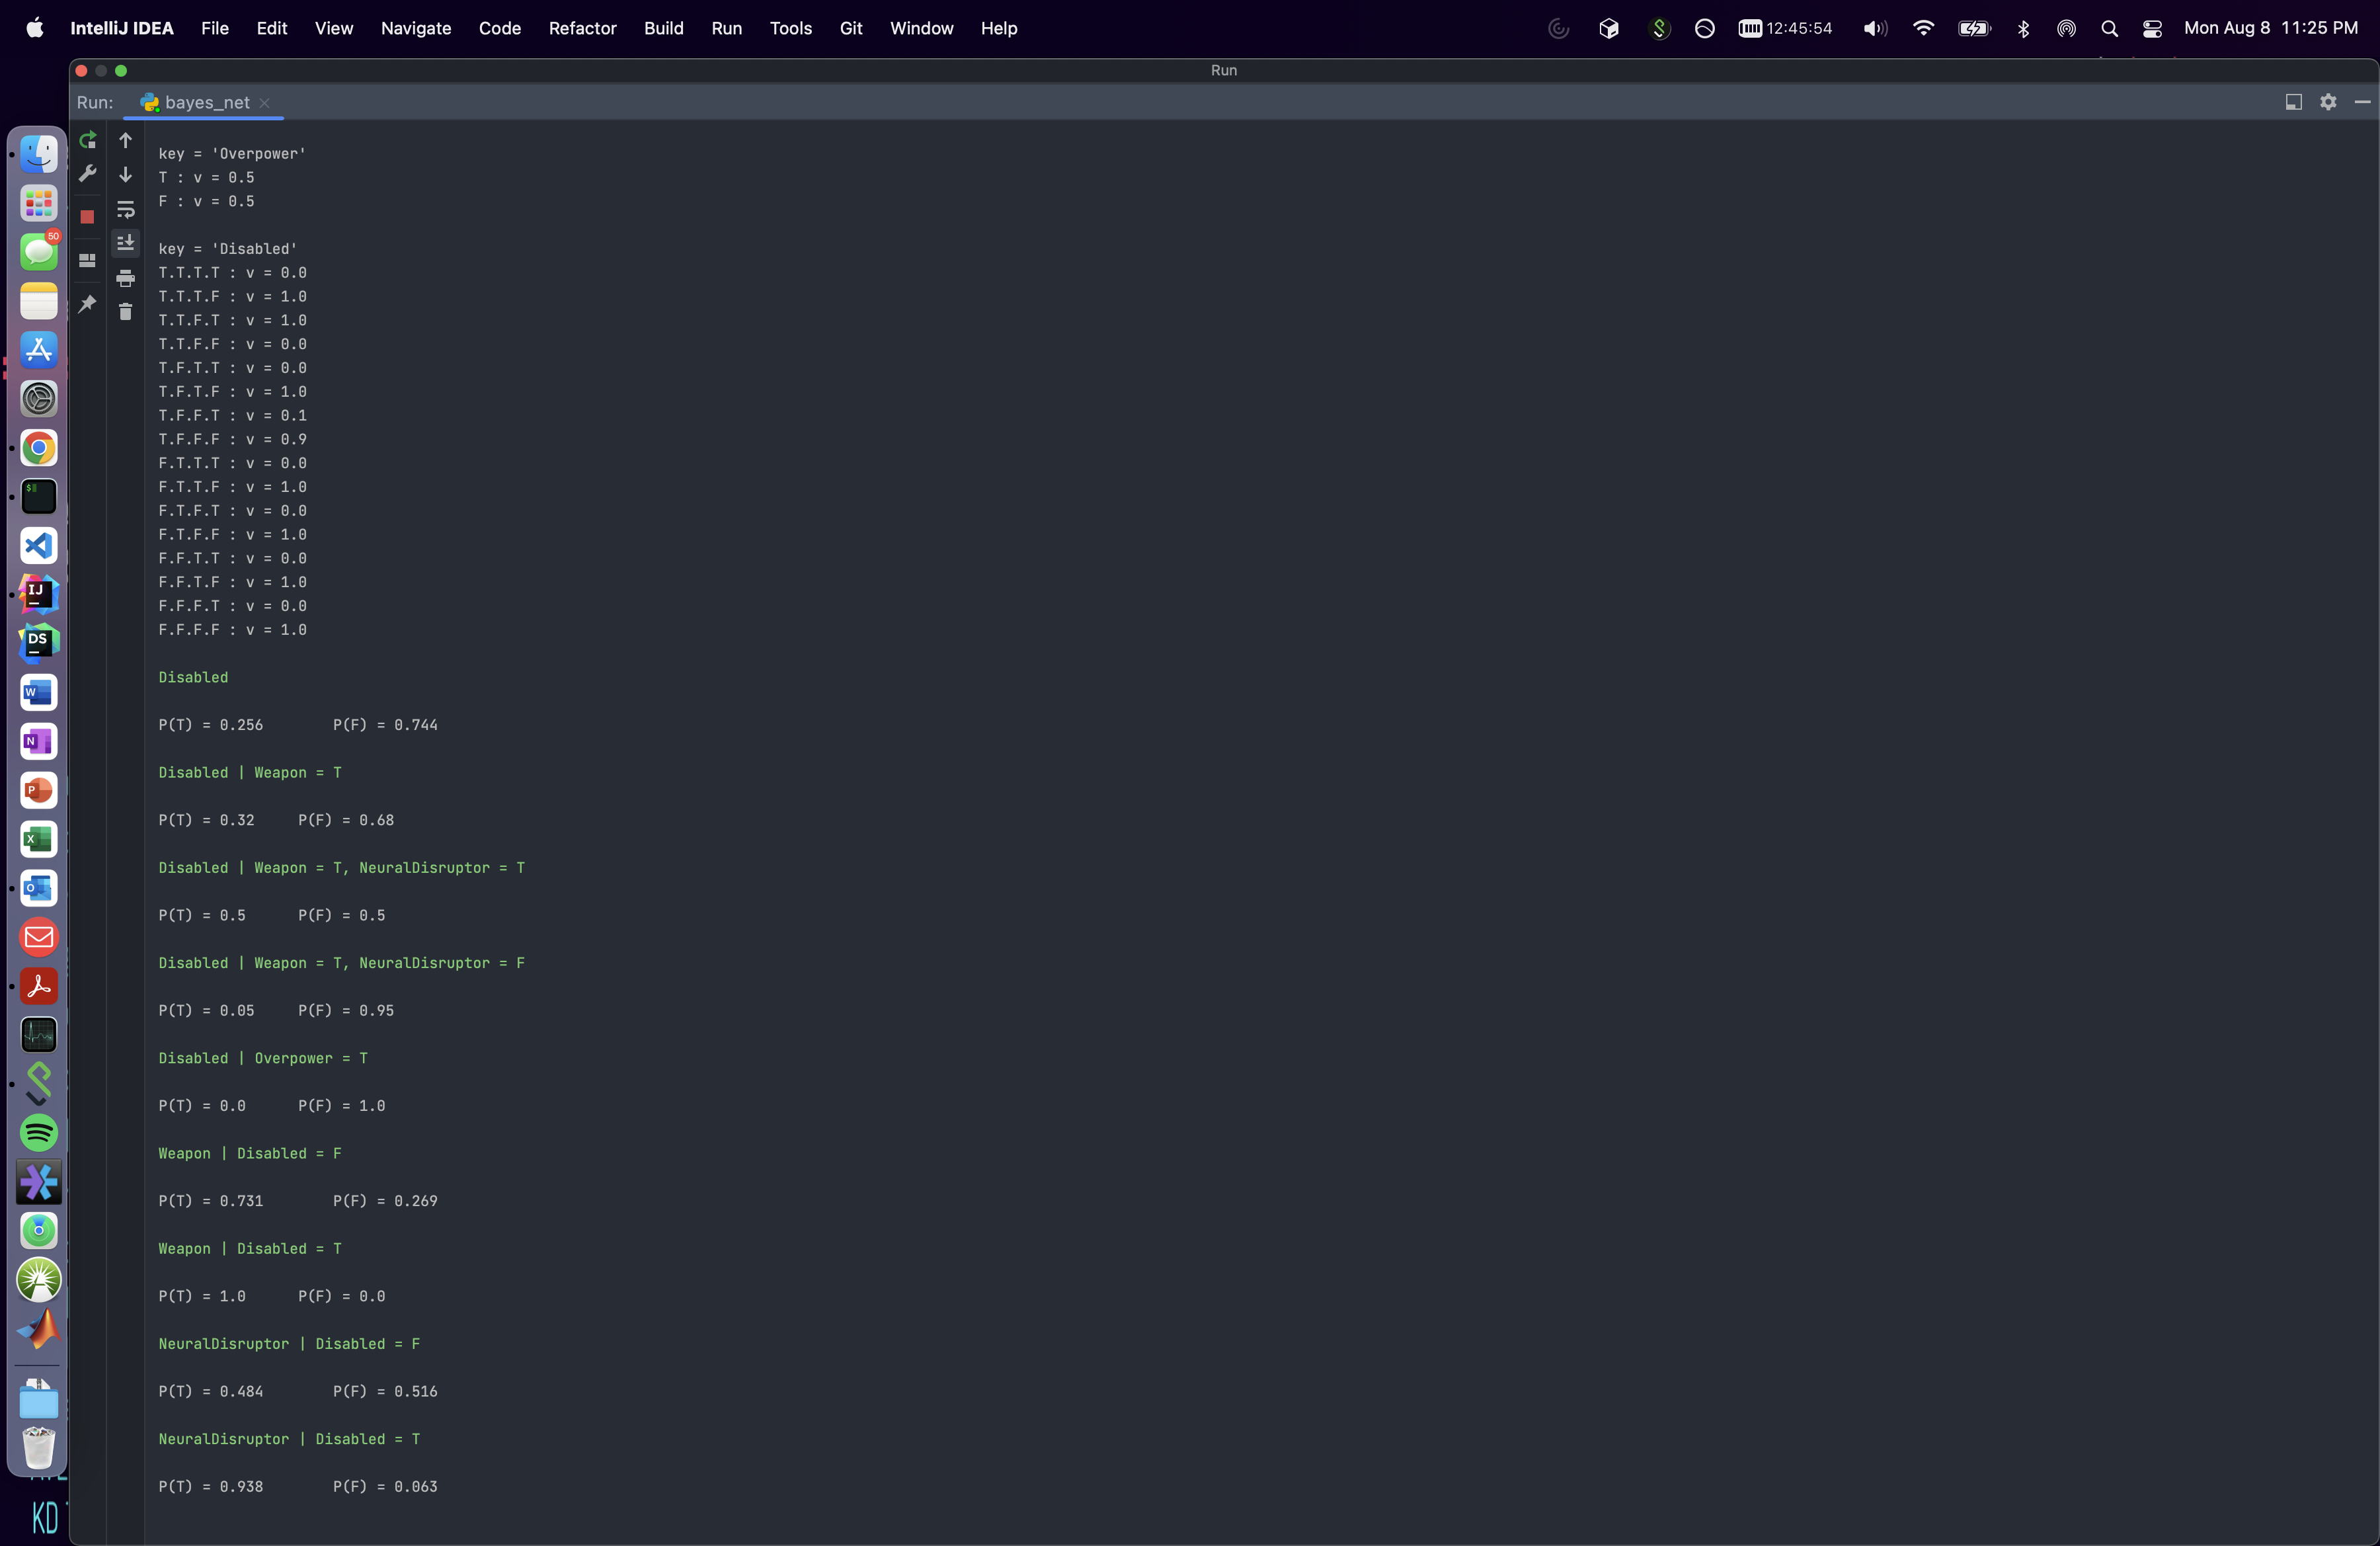 IntelliJ IDEA File Edit View Navigate Code Refactor Build Run Tools Git Window Help 12:45:54 Mon Aug 8 11:25 PM
Run
Run: bayes_net
key = 'Overpower'
T : v = 0.5
F : v = 0.5
key = 'Disabled'
T.T.T.T : v = 0.0
T.T.T.F : v = 1.0
T.T.F.T : v = 1.0
T.T.F.F : v = 0.0
T.F.T.T : v = 0.0
T.F.T.F : v = 1.0
T.F.F.T : v = 0.1
T.F.F.F : v = 0.9
F.T.T.T : v = 0.0
F.T.T.F : v = 1.0
F.T.F.T : v = 0.0
F.T.F.F : v = 1.0
F.F.T.T : v = 0.0
F.F.T.F : v = 1.0
F.F.F.T : v = 0.0
F.F.F.F : v = 1.0
Disabled
P(T) = 0.256 P(F) = 0.744
Disabled | Weapon = T
P(T) = 0.32 P(F) = 0.68
Disabled | Weapon = T, NeuralDisruptor = T
P(T) = 0.5 P(F) = 0.5
Disabled | Weapon = T, NeuralDisruptor = F
P(T) = 0.05 P(F) = 0.95
Disabled | Overpower = T
P(T) = 0.0 P(F) = 1.0
Weapon | Disabled = F
P(T) = 0.731 P(F) = 0.269
Weapon | Disabled = T
P(T) = 1.0 P(F) = 0.0
NeuralDisruptor | Disabled = F
P(T) = 0.484 P(F) = 0.516
NeuralDisruptor | Disabled = T
P(T) = 0.938 P(F) = 0.063
50
$
IJ
DS
W
N
P
X
O
KD